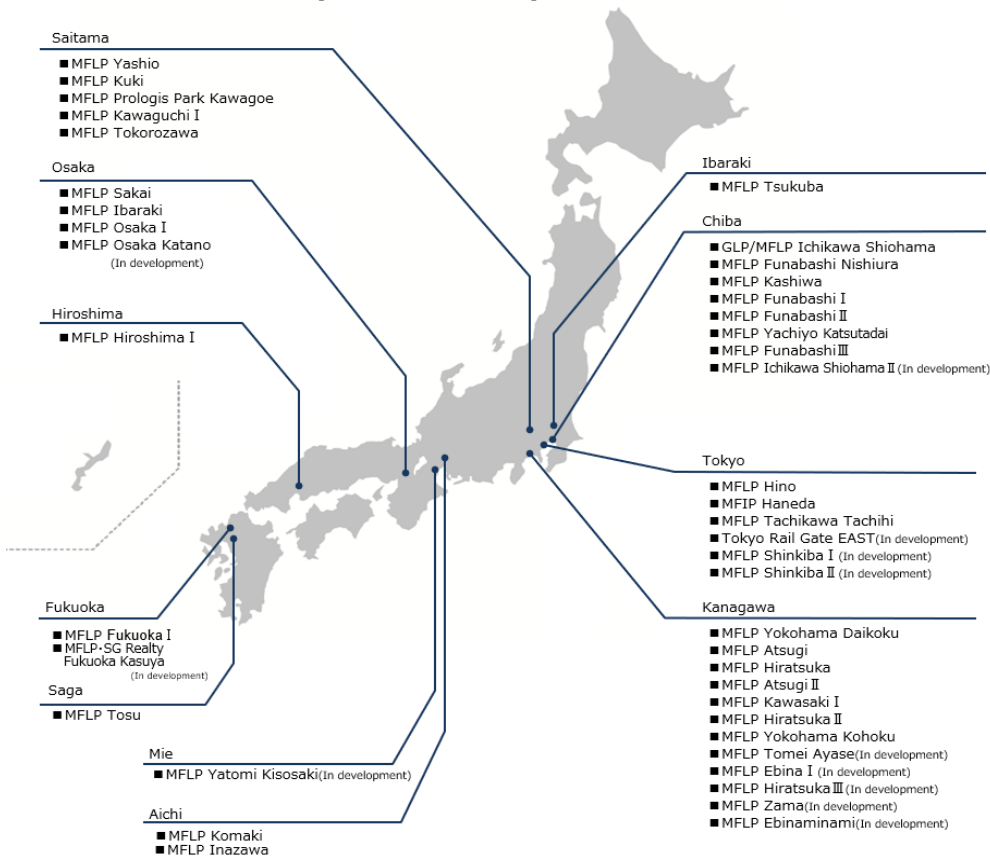 Saitama
■MFLP Yashio
■MFLP Kuki
■MFLP Prologis Park Kawagoe
■MFLP Kawaguchi Ⅰ
■MFLP Tokorozawa
Osaka
■MFLP Sakai
■MFLP Ibaraki
■MFLP Osaka Ⅰ
■MFLP Osaka Katano
(In development)
Hiroshima
■MFLP Hiroshima Ⅰ
Fukuoka
■MFLP Fukuoka Ⅰ
■MFLP・SG Realty
Fukuoka Kasuya
(In development)
Saga
■MFLP Tosu
Mie
■MFLP Yatomi Kisosaki(In development)
Aichi
■MFLP Komaki
■MFLP Inazawa
Ibaraki
■MFLP Tsukuba
Chiba
■GLP/MFLP Ichikawa Shiohama
■MFLP Funabashi Nishiura
■MFLP Kashiwa
■MFLP Funabashi Ⅰ
■MFLP Funabashi Ⅱ
■MFLP Yachiyo Katsutadai
■MFLP Funabashi Ⅲ
■MFLP Ichikawa Shiohama Ⅱ (In development)
Tokyo
■MFLP Hino
■MFIP Haneda
■MFLP Tachikawa Tachihi
■Tokyo Rail Gate EAST(In development)
■MFLP Shinkiba Ⅰ (In development)
■MFLP Shinkiba Ⅱ (In development)
Kanagawa
■MFLP Yokohama Daikoku
■MFLP Atsugi
■MFLP Hiratsuka
■MFLP Atsugi Ⅱ
■MFLP Kawasaki Ⅰ
■MFLP Hiratsuka Ⅱ
■MFLP Yokohama Kohoku
■MFLP Tomei Ayase(In development)
■MFLP Ebina Ⅰ (In development)
■MFLP Hiratsuka Ⅲ (In development)
■MFLP Zama(In development)
■MFLP Ebinaminami(In development)